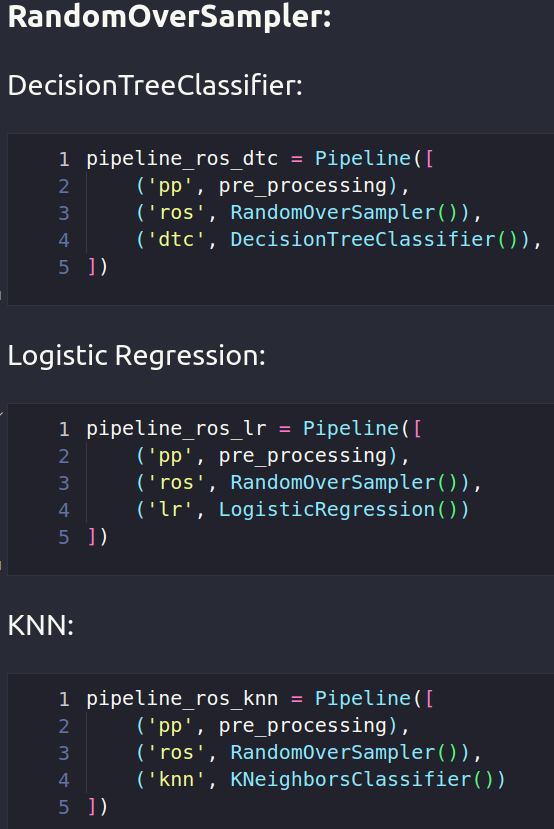 RandomOverSampler:
DecisionTreeClassifier:
1 pipeline_ros_dtc = Pipeline([
2     ('pp', pre_processing),
3     ('ros', RandomOverSampler()),
4     ('dtc', DecisionTreeClassifier()),
5 ])
Logistic Regression:
1 pipeline_ros_lr = Pipeline([
2     ('pp', pre_processing),
3     ('ros', RandomOverSampler()),
4     ('lr', LogisticRegression())
5 ])
KNN:
1 pipeline_ros_knn = Pipeline([
2     ('pp', pre_processing),
3     ('ros', RandomOverSampler()),
4     ('knn', KNeighborsClassifier())
5 ])